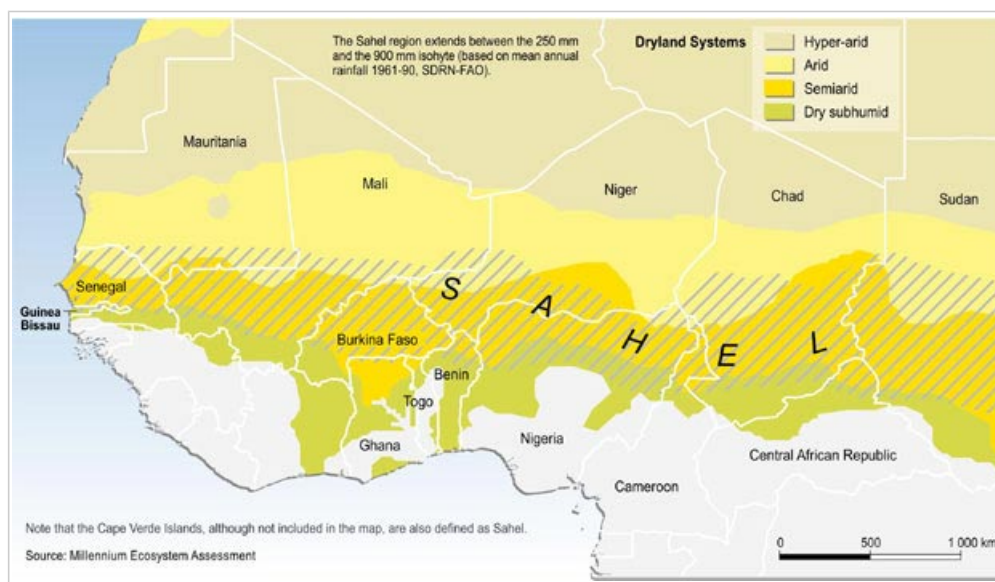 The Sahel region extends between the 250 mm
and the 900 mm isohyte (based on mean annual
rainfall 1961-90, SDRN-FAO).
Dryland Systems
Hyper-arid
Arid
Semiarid
Dry subhumid
Mauritania
Mali
Niger
Chad
Sudan
Senegal
Guinea
Bissau
S A H E L
Burkina Faso
Benin
Togo
Ghana
Nigeria
Cameroon
Central African Republic
Note that the Cape Verde Islands, although not included in the map, are also defined as Sahel.
Source: Millennium Ecosystem Assessment
0 500 1 000 km